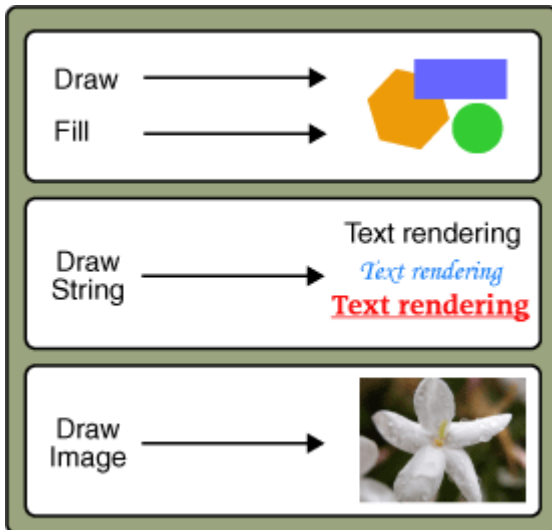 Draw
Fill
Draw
String
Text rendering
Text rendering
Text rendering
Draw
Image